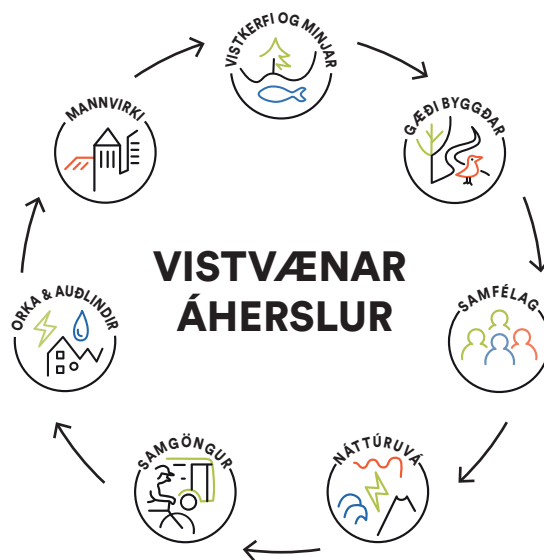 VISTKERFI OG MINJAR
GÆÐI BYGGÐAR
SAMFÉLAG
NÁTTÚRUVÁ
SAMGÖNGUR
ORKA & AUÐLINDIR
MANNVIRKI
VISTVÆNAR
ÁHERSLUR